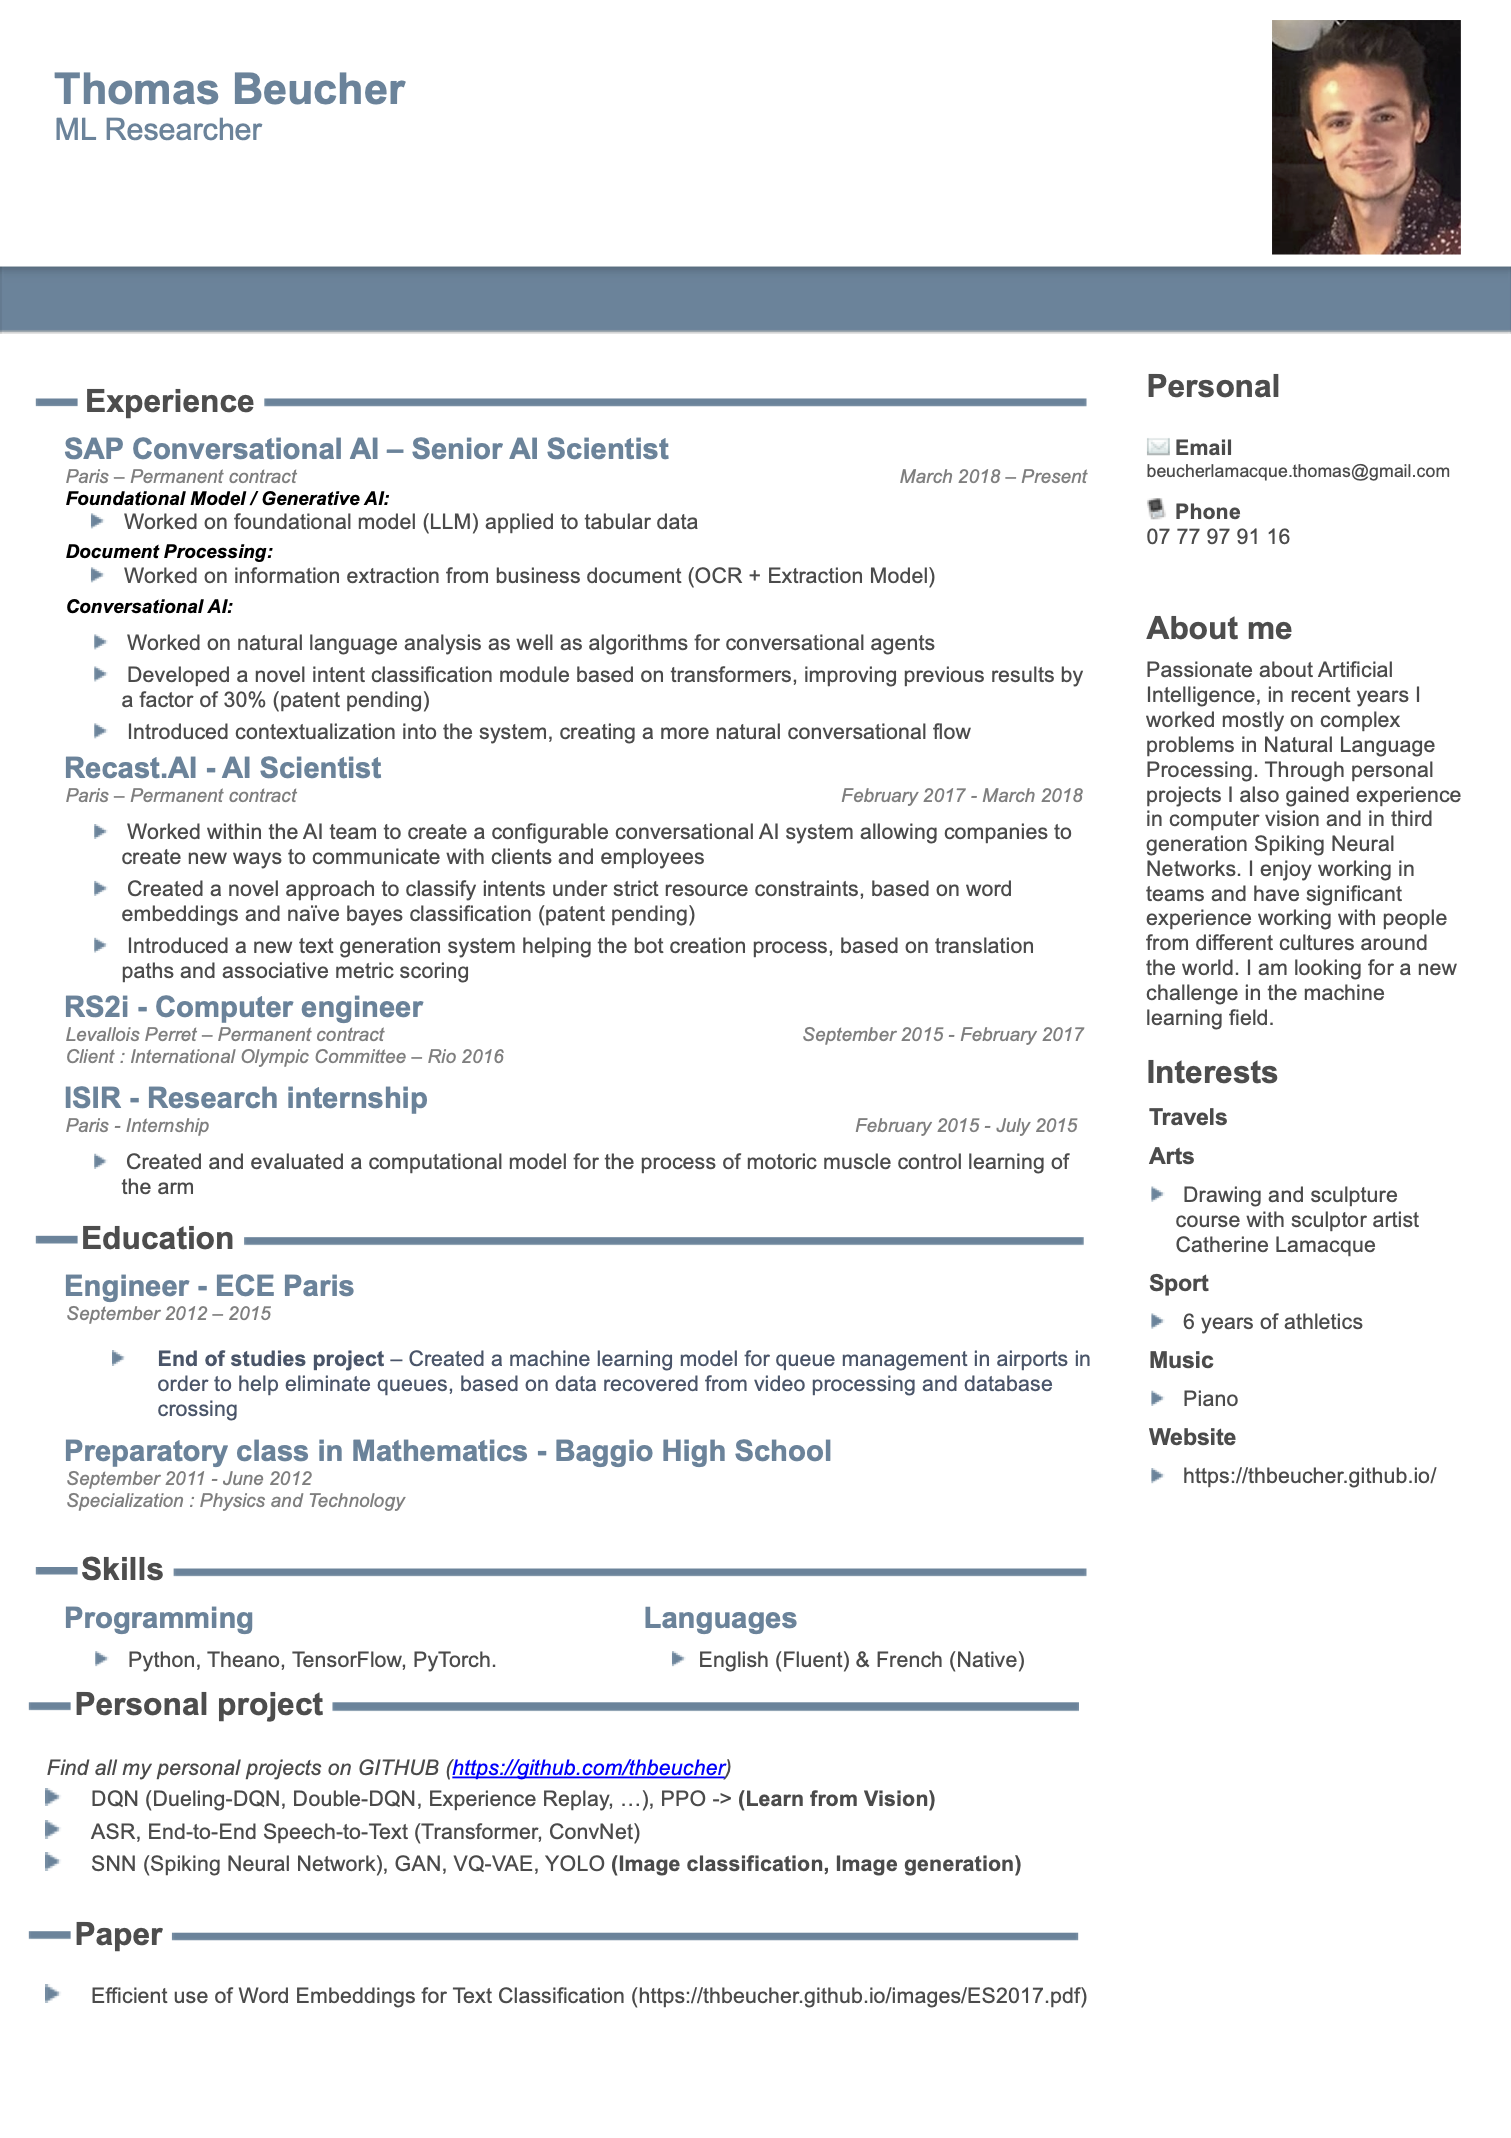 Thomas Beucher
ML Researcher
Experience
SAP Conversational AI – Senior AI Scientist
Paris – Permanent contract March 2018 – Present
Foundational Model / Generative AI:
Worked on foundational model (LLM) applied to tabular data
Document Processing:
Worked on information extraction from business document (OCR + Extraction Model)
Conversational AI:
Worked on natural language analysis as well as algorithms for conversational agents
Developed a novel intent classification module based on transformers, improving previous results by
a factor of 30% (patent pending)
Introduced contextualization into the system, creating a more natural conversational flow
Recast.AI - AI Scientist
Paris – Permanent contract February 2017 - March 2018
Worked within the AI team to create a configurable conversational AI system allowing companies to
create new ways to communicate with clients and employees
Created a novel approach to classify intents under strict resource constraints, based on word
embeddings and naïve bayes classification (patent pending)
Introduced a new text generation system helping the bot creation process, based on translation
paths and associative metric scoring
RS2i - Computer engineer
Levallois Perret – Permanent contract September 2015 - February 2017
Client : International Olympic Committee – Rio 2016
ISIR - Research internship
Paris - Internship February 2015 - July 2015
Created and evaluated a computational model for the process of motoric muscle control learning of
the arm
Education
Engineer - ECE Paris
September 2012 – 2015
End of studies project – Created a machine learning model for queue management in airports in
order to help eliminate queues, based on data recovered from video processing and database
crossing
Preparatory class in Mathematics - Baggio High School
September 2011 - June 2012
Specialization : Physics and Technology
Skills
Programming
Python, Theano, TensorFlow, PyTorch.
Languages
English (Fluent) & French (Native)
Personal project
Find all my personal projects on GITHUB (https://github.com/thbeucher)
DQN (Dueling-DQN, Double-DQN, Experience Replay, …), PPO -> (Learn from Vision)
ASR, End-to-End Speech-to-Text (Transformer, ConvNet)
SNN (Spiking Neural Network), GAN, VQ-VAE, YOLO (Image classification, Image generation)
Paper
Efficient use of Word Embeddings for Text Classification (https://thbeucher.github.io/images/ES2017.pdf)
Personal
Email
beucherlamacque.thomas@gmail.com
Phone
07 77 97 91 16
About me
Passionate about Artificial
Intelligence, in recent years I
worked mostly on complex
problems in Natural Language
Processing. Through personal
projects I also gained experience
in computer vision and in third
generation Spiking Neural
Networks. I enjoy working in
teams and have significant
experience working with people
from different cultures around
the world. I am looking for a new
challenge in the machine
learning field.
Interests
Travels
Arts
Drawing and sculpture
course with sculptor artist
Catherine Lamacque
Sport
6 years of athletics
Music
Piano
Website
https://thbeucher.github.io/